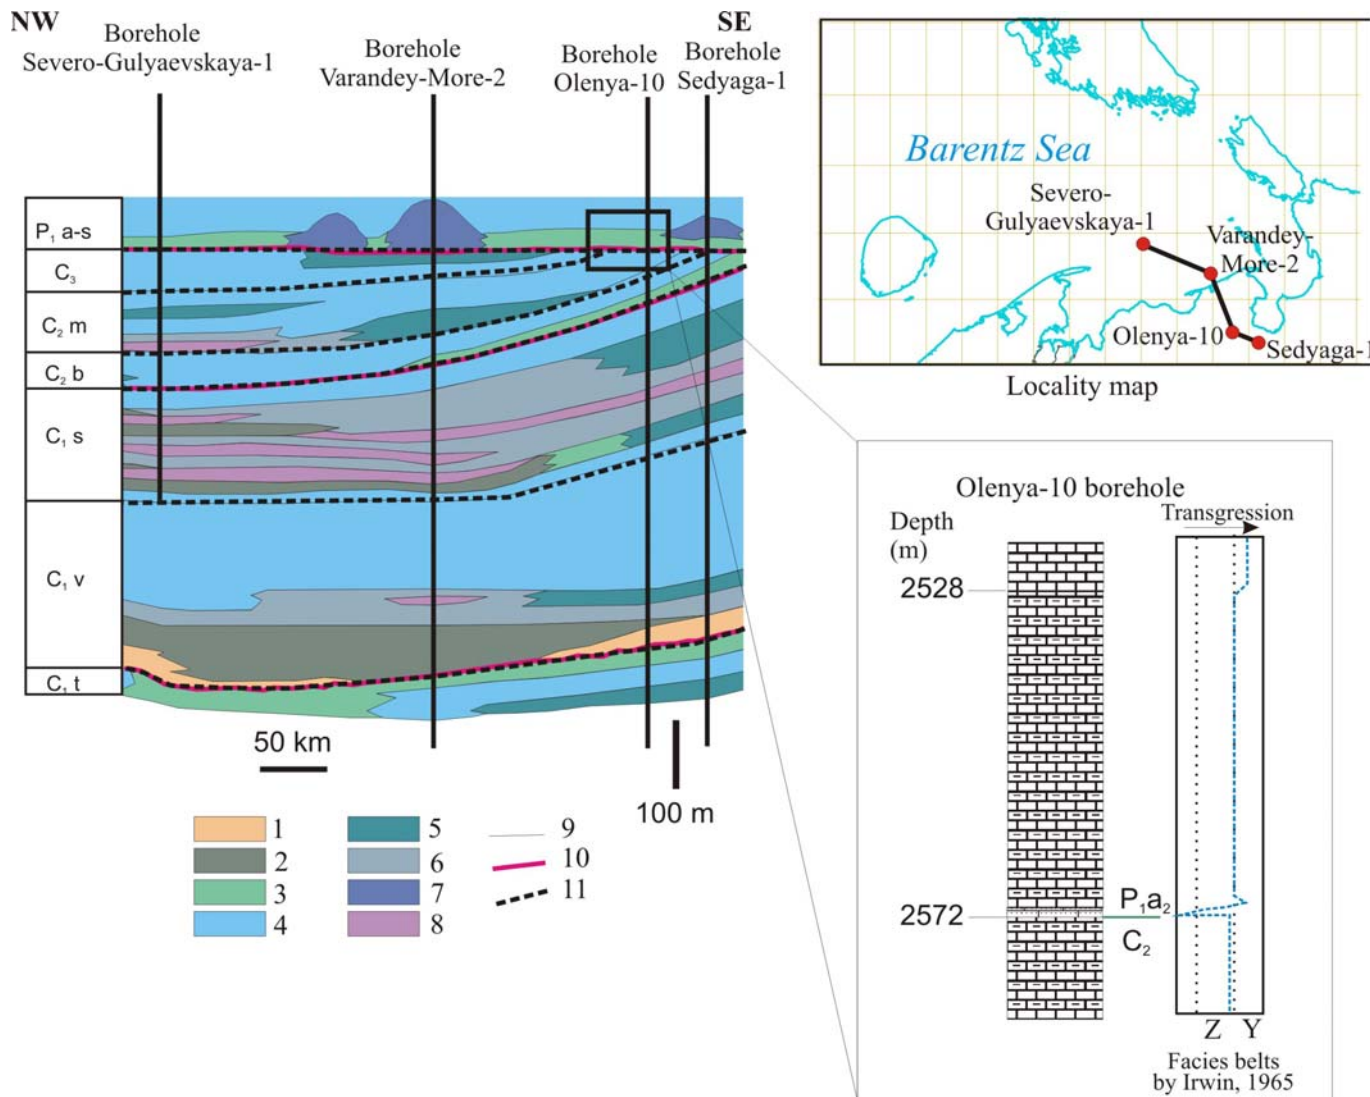 NW
SE
Borehole
Severo-Gulyaevskaya-1
Borehole
Varandey-More-2
Borehole
Olenya-10
Borehole
Sedyaga-1
P₁ a-s
C₃
C₂ m
C₂ b
C₁ s
C₁ v
C₁ t
50 km
100 m
1
2
3
4
5
6
7
8
9
10
11
Barentz Sea
Severo-
Gulyaevskaya-1
Varandey-
More-2
Olenya-10
Sedyaga-1
Locality map
Olenya-10 borehole
Depth
(m)
Transgression
2528
2572
P₁a₂
C₂
Z Y
Facies belts
by Irwin, 1965